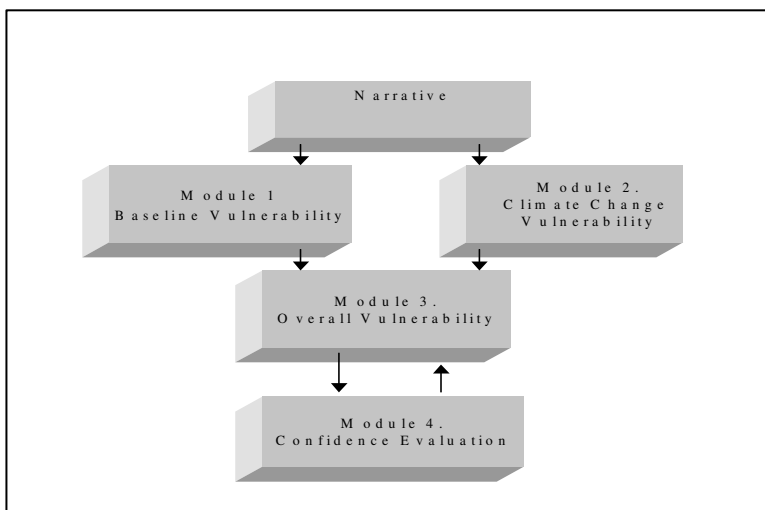 Narrative
Module 1
Baseline Vulnerability
Module 2.
Climate Change
Vulnerability
Module 3.
Overall Vulnerability
Module 4.
Confidence Evaluation